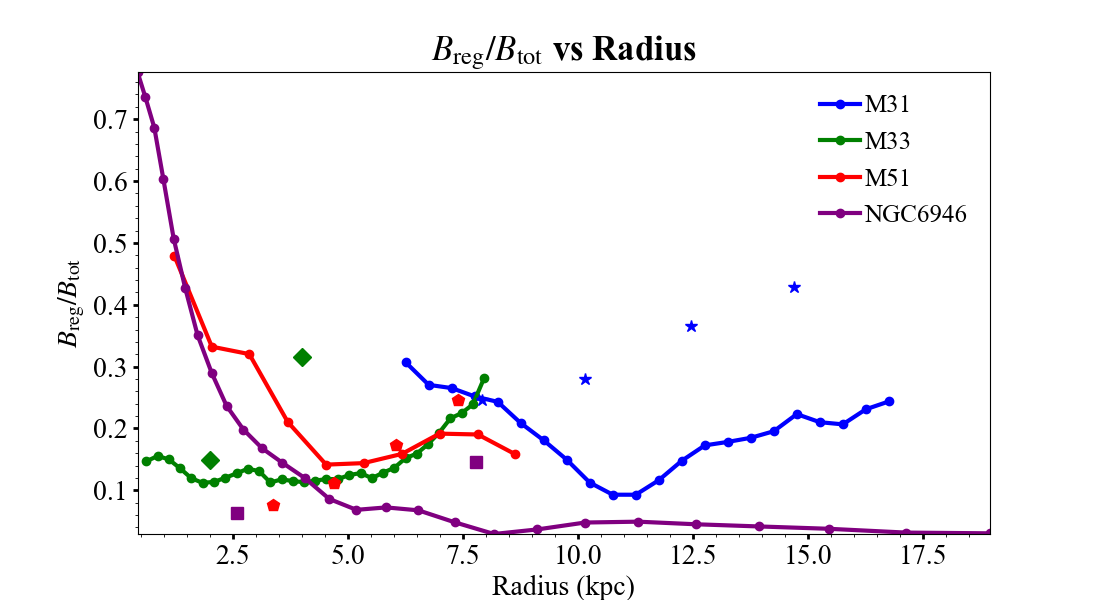 B_reg/B_tot vs Radius
M31
M33
M51
NGC6946
B_reg/B_tot
0.7
0.6
0.5
0.4
0.3
0.2
0.1
2.5 5.0 7.5 10.0 12.5 15.0 17.5
Radius (kpc)